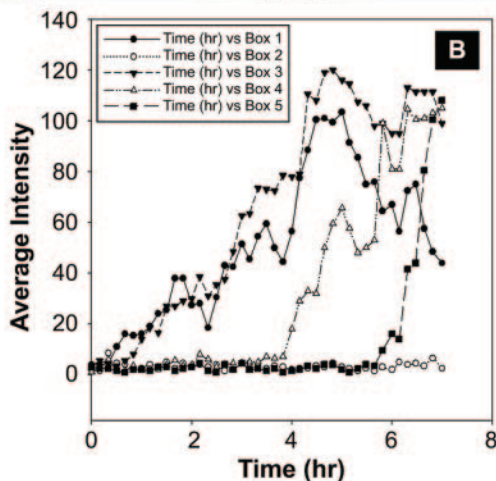 B
Time (hr) vs Box 1
Time (hr) vs Box 2
Time (hr) vs Box 3
Time (hr) vs Box 4
Time (hr) vs Box 5
Average Intensity
140
120
100
80
60
40
20
0
0 2 4 6 8
Time (hr)